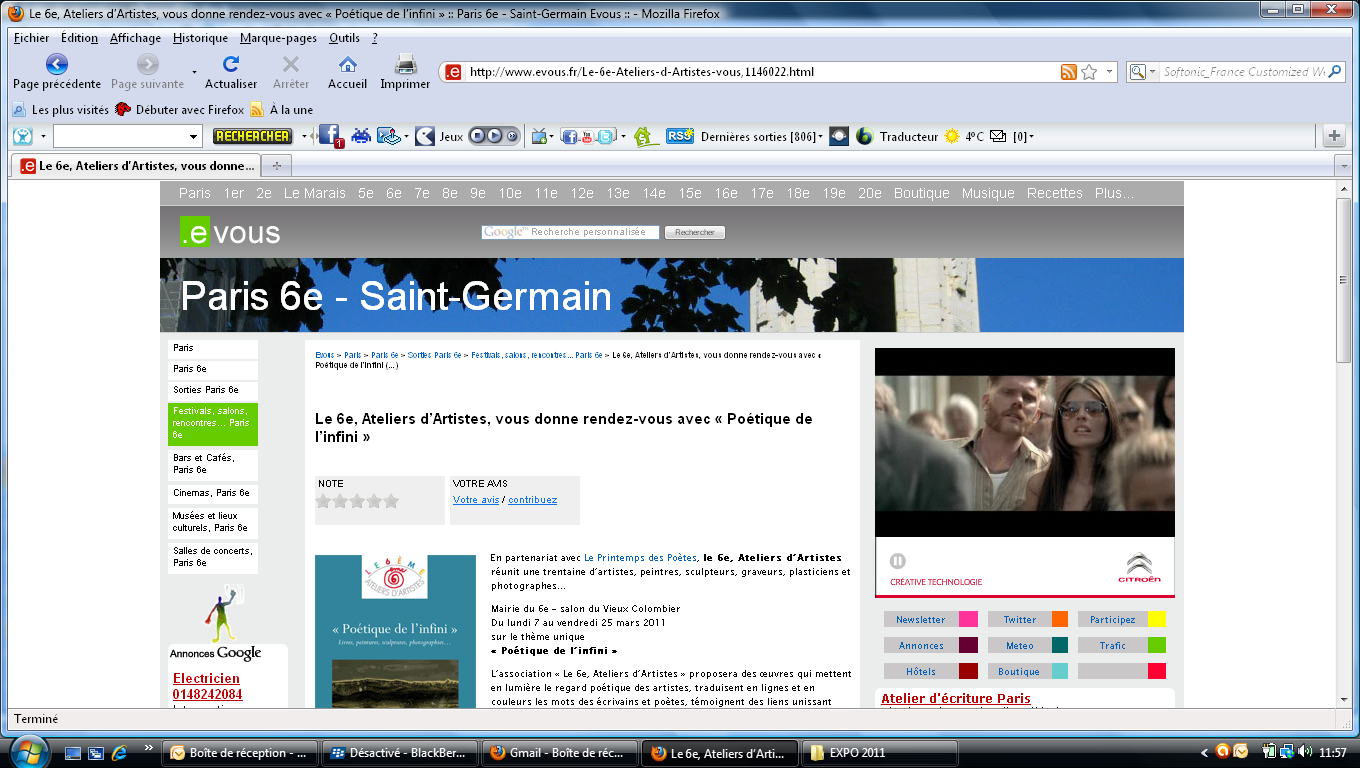 Le 6e, Ateliers d'Artistes, vous donne rendez-vous avec « Poétique de l'infini » :: Paris 6e - Saint-Germain Evous :: - Mozilla Firefox
Fichier Édition Affichage Historique Marque-pages Outils ?
Page précédente Page suivante Actualiser Arrêter Accueil Imprimer
http://www.evous.fr/Le-6e-Ateliers-d-Artistes-vous,1146022.html
Softonic_France Customized We
Les plus visités Débuter avec Firefox À la une
RECHERCHER 1 Jeux You RSS Dernières sorties [806] Traducteur 4°C [0]
.e Le 6e, Ateliers d'Artistes, vous donne...
Paris 1er 2e Le Marais 5e 6e 7e 8e 9e 10e 11e 12e 13e 14e 15e 16e 17e 18e 19e 20e Boutique Musique Recettes Plus...
.e vous
Google™ Recherche personnalisée Rechercher
Paris 6e - Saint-Germain
Paris
Paris 6e
Sorties Paris 6e
Festivals, salons,
rencontres... Paris
6e
Bars et Cafés,
Paris 6e
Cinemas, Paris 6e
Musées et lieux
culturels, Paris 6e
Salles de concerts,
Paris 6e
Annonces Google
Electricien
0148242084
Evous > Paris > Paris 6e > Sorties Paris 6e > Festivals, salons, rencontres... Paris 6e > Le 6e, Ateliers d'Artistes, vous donne rendez-vous avec «
Poétique de l'infini (...)
Le 6e, Ateliers d'Artistes, vous donne rendez-vous avec « Poétique de
l'infini »
NOTE
VOTRE AVIS
Votre avis / contribuez
LE 6ÈME
ATELIERS D'ARTISTES
« Poétique de l'infini »
Livres, peintures, sculptures, photographies...
En partenariat avec Le Printemps des Poètes, le 6e, Ateliers d'Artistes
réunit une trentaine d'artistes, peintres, sculpteurs, graveurs, plasticiens et
photographes...
Mairie du 6e – salon du Vieux Colombier
Du lundi 7 au vendredi 25 mars 2011
sur le thème unique
« Poétique de l'infini »
L'association « Le 6e, Ateliers d'Artistes » proposera des œuvres qui mettent
en lumière le regard poétique des artistes, traduisent en lignes et en
couleurs les mots des écrivains et poètes, témoignent des liens unissant
CRÉATIVE TECHNOLOGIE
CITROËN
Newsletter Twitter Participez
Annonces Meteo Trafic
Hôtels Boutique
Atelier d'écriture Paris
Terminé
Boîte de réception - ... Désactivé - BlackBer... Gmail - Boîte de réc... Le 6e, Ateliers d'Arti... EXPO 2011 11:57